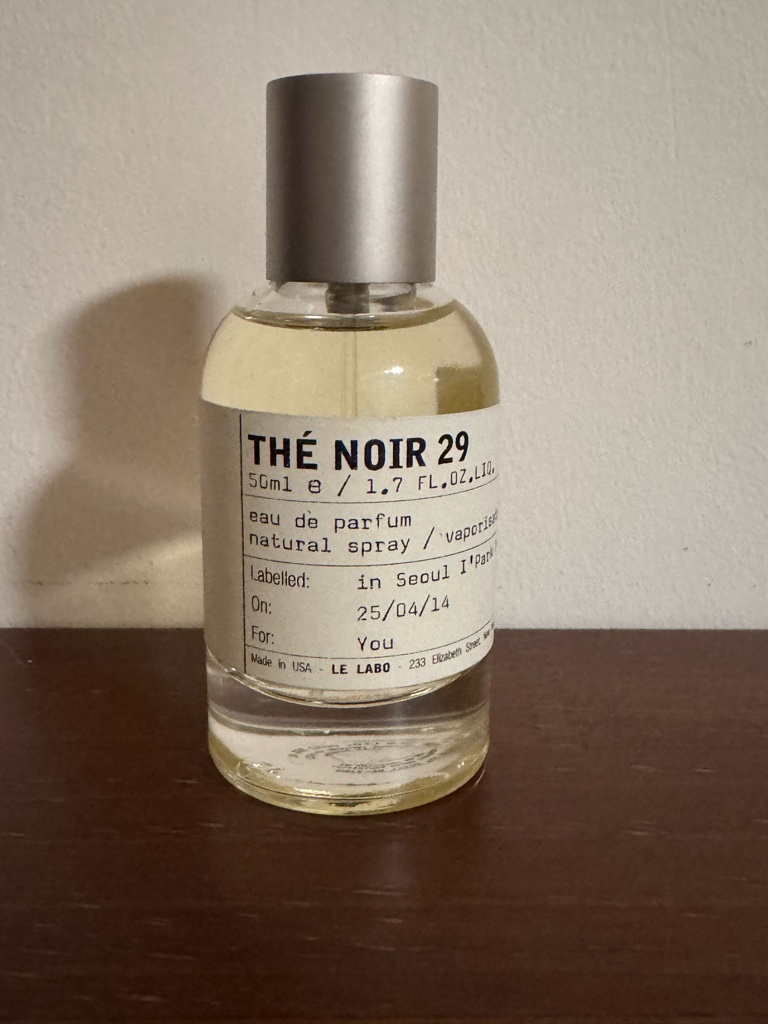 THÉ NOIR 29
50ml e / 1.7 FL.OZ.LIQ.
eau de parfum
natural spray /
Labelled: in Seoul I'Park
On: 25/04/14
For: You
Made in USA - LE LABO - 233 Elizabeth Street,